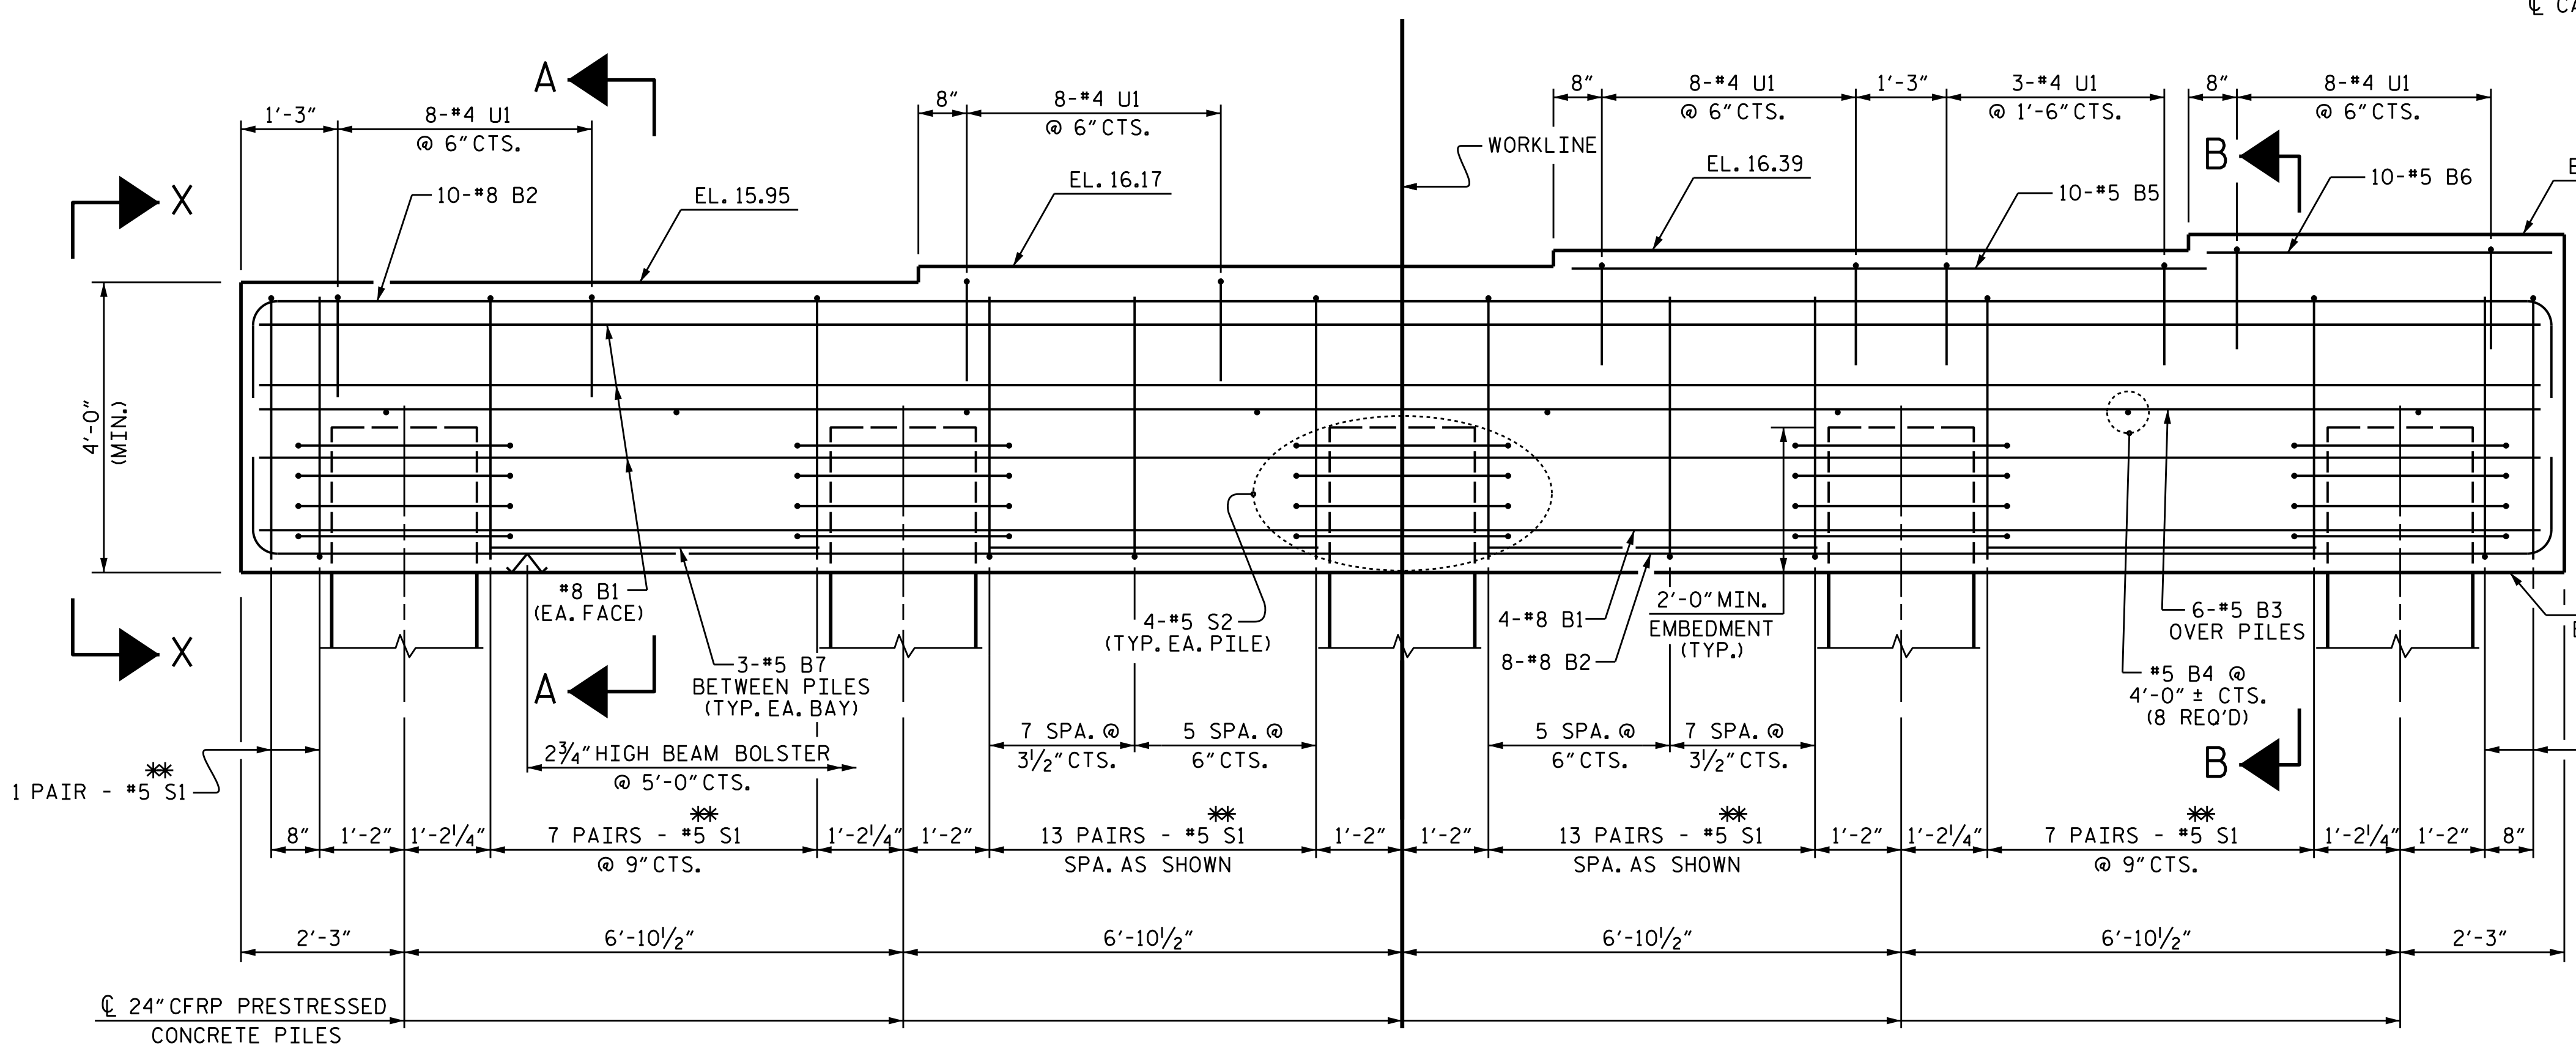 ℄ CA
A
8″
8-#4 U1
@ 6″CTS.
1′-3″
3-#4 U1
@ 1′-6″CTS.
8″
8-#4 U1
@ 6″CTS.
8″
8-#4 U1
@ 6″CTS.
1′-3″
8-#4 U1
@ 6″CTS.
WORKLINE
B
X
10-#8 B2
EL. 15.95
EL. 16.17
EL. 16.39
10-#5 B5
10-#5 B6
4′-0″
(MIN.)
#8 B1
(EA. FACE)
4-#5 S2
(TYP. EA. PILE)
4-#8 B1
8-#8 B2
2′-0″MIN.
EMBEDMENT
(TYP.)
6-#5 B3
OVER PILES
X
A
3-#5 B7
BETWEEN PILES
(TYP. EA. BAY)
#5 B4 @
4′-0″± CTS.
(8 REQ'D)
7 SPA. @
3½″CTS.
5 SPA. @
6″CTS.
5 SPA. @
6″CTS.
7 SPA. @
3½″CTS.
2¾″HIGH BEAM BOLSTER
@ 5′-0″CTS.
B
**
1 PAIR - #5 S1
**
**
**
**
8″
1′-2″
1′-2¼″
7 PAIRS - #5 S1
@ 9″CTS.
1′-2¼″
1′-2″
13 PAIRS - #5 S1
SPA. AS SHOWN
1′-2″
1′-2″
13 PAIRS - #5 S1
SPA. AS SHOWN
1′-2″
1′-2¼″
7 PAIRS - #5 S1
@ 9″CTS.
1′-2¼″
1′-2″
8″
2′-3″
6′-10½″
6′-10½″
6′-10½″
6′-10½″
2′-3″
℄ 24″CFRP PRESTRESSED
CONCRETE PILES